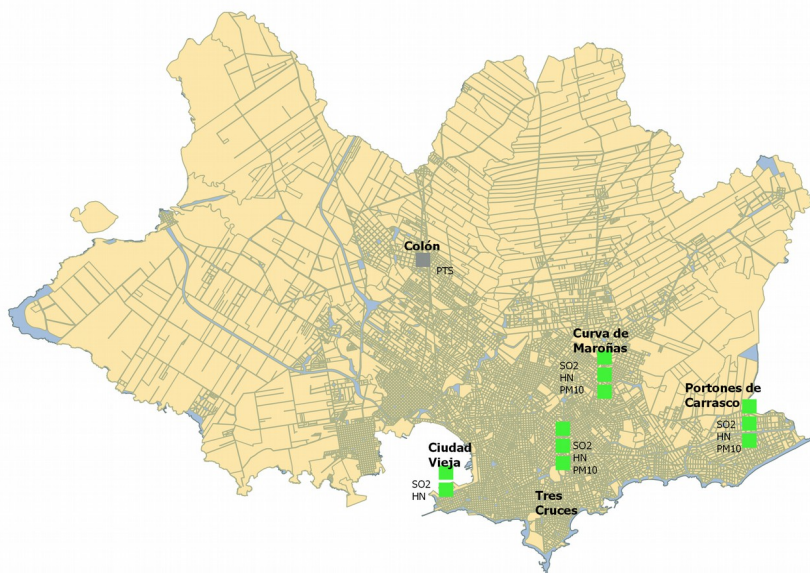 Colón
PTS
Curva de
Maroñas
SO2
HN
PM10
Portones de
Carrasco
SO2
HN
PM10
SO2
HN
PM10
Ciudad
Vieja
SO2
HN
Tres
Cruces